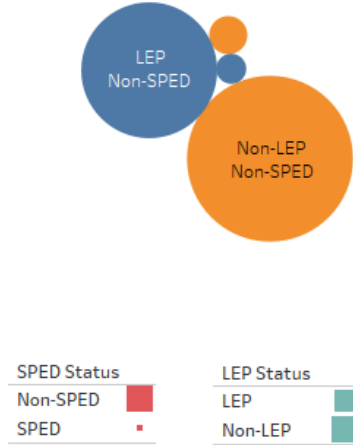 LEP
Non-SPED
Non-LEP
Non-SPED
SPED Status
Non-SPED
SPED
LEP Status
LEP
Non-LEP